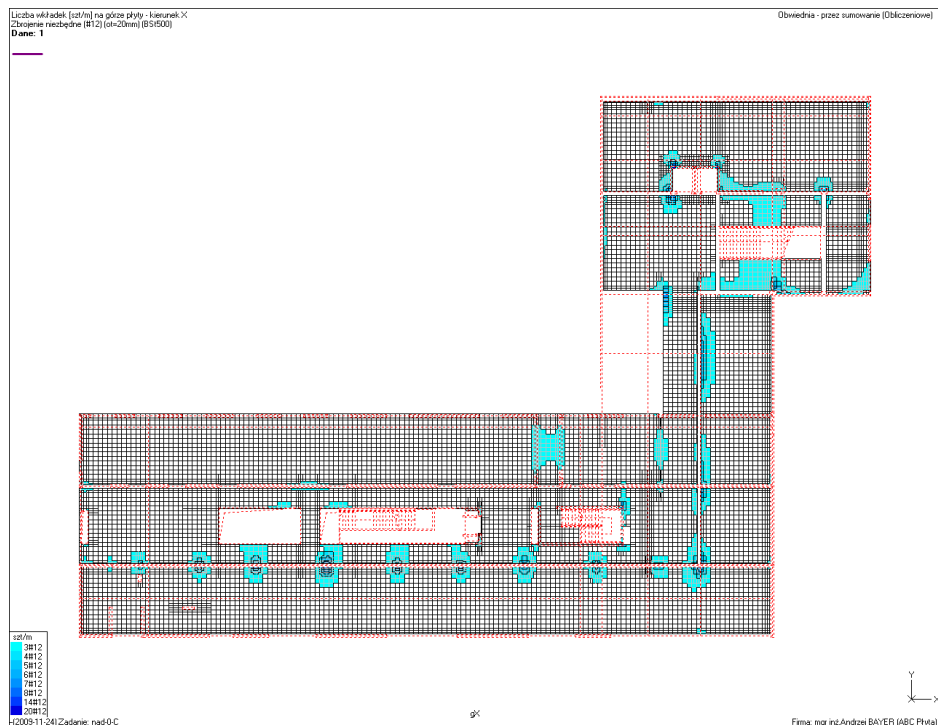 Liczba wkładek (szt/m) na górze płyty - kierunek X
Obwiednia - przez sumowanie (Obliczeniowe)
Zbrojenie niezbędne (#12) (ot=20mm) (BSt500)
Dane: 1
szt/m
3#12
4#12
5#12
6#12
7#12
8#12
14#12
20#12
Y
X
gX
(2009-11-24) Zadanie: nad-0-C
Firma: mgr inż.Andrzej BAYER (ABC Płyta)